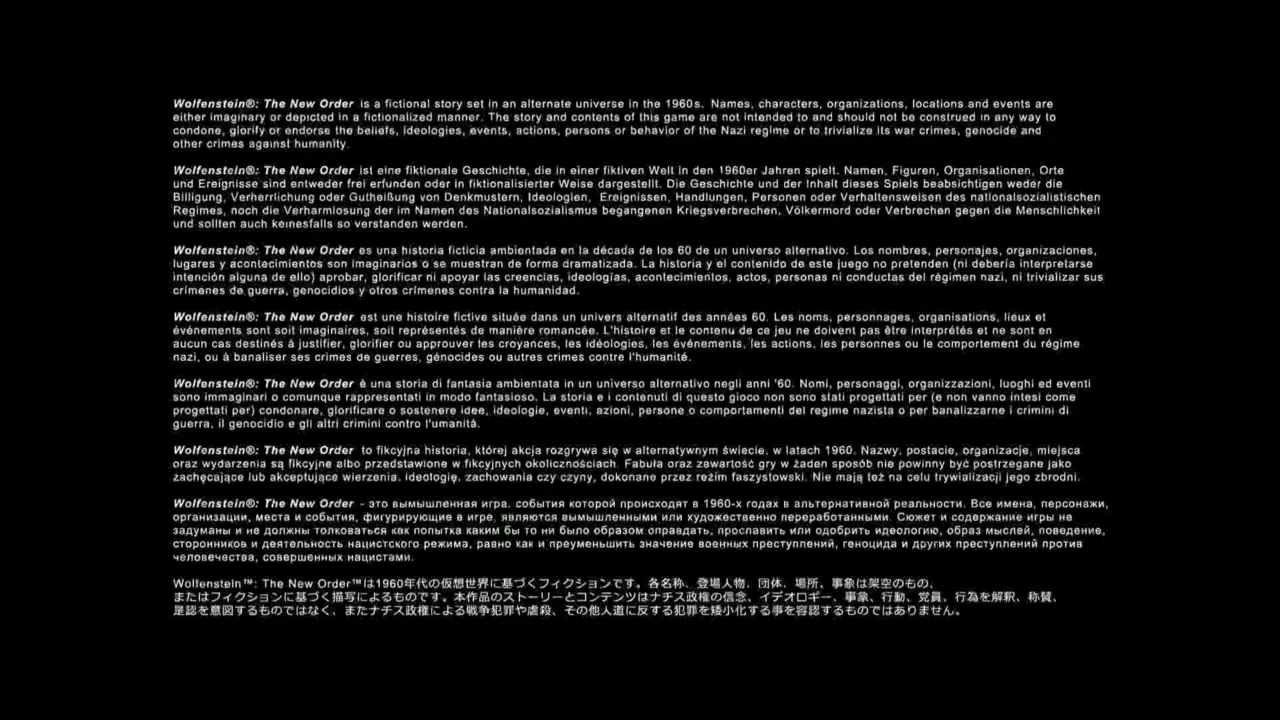 Wolfenstein®: The New Order is a fictional story set in an alternate universe in the 1960s. Names, characters, organizations, locations and events are
either imaginary or depicted in a fictionalized manner. The story and contents of this game are not intended to and should not be construed in any way to
condone, glorify or endorse the beliefs, ideologies, events, actions, persons or behavior of the Nazi regime or to trivialize its war crimes, genocide and
other crimes against humanity.
Wolfenstein®: The New Order ist eine fiktionale Geschichte, die in einer fiktiven Welt in den 1960er Jahren spielt. Namen, Figuren, Organisationen, Orte
und Ereignisse sind entweder frei erfunden oder in fiktionalisierter Weise dargestellt. Die Geschichte und der Inhalt dieses Spiels beabsichtigen weder die
Billigung, Verherrlichung oder Gutheißung von Denkmustern, Ideologien, Ereignissen, Handlungen, Personen oder Verhaltensweisen des nationalsozialistischen
Regimes, noch die Verharmlosung der im Namen des Nationalsozialismus begangenen Kriegsverbrechen, Völkermord oder Verbrechen gegen die Menschlichkeit
und sollten auch keinesfalls so verstanden werden.
Wolfenstein®: The New Order es una historia ficticia ambientada en la década de los 60 de un universo alternativo. Los nombres, personajes, organizaciones,
lugares y acontecimientos son imaginarios o se muestran de forma dramatizada. La historia y el contenido de este juego no pretenden (ni debería interpretarse
intención alguna de ello) aprobar, glorificar ni apoyar las creencias, ideologías, acontecimientos, actos, personas ni conductas del régimen nazi, ni trivializar sus
crímenes de guerra, genocidios y otros crímenes contra la humanidad.
Wolfenstein®: The New Order est une histoire fictive située dans un univers alternatif des années 60. Les noms, personnages, organisations, lieux et
événements sont soit imaginaires, soit représentés de manière romancée. L'histoire et le contenu de ce jeu ne doivent pas être interprétés et ne sont en
aucun cas destinés à justifier, glorifier ou approuver les croyances, les idéologies, les événements, les actions, les personnes ou le comportement du régime
nazi, ou à banaliser ses crimes de guerres, génocides ou autres crimes contre l'humanité.
Wolfenstein®: The New Order è una storia di fantasia ambientata in un universo alternativo negli anni '60. Nomi, personaggi, organizzazioni, luoghi ed eventi
sono immaginari o comunque rappresentati in modo fantasioso. La storia e i contenuti di questo gioco non sono stati progettati per (e non vanno intesi come
progettati per) condonare, glorificare o sostenere idee, ideologie, eventi, azioni, persone o comportamenti del regime nazista o per banalizzarne i crimini di
guerra, il genocidio e gli altri crimini contro l'umanità.
Wolfenstein®: The New Order to fikcyjna historia, której akcja rozgrywa się w alternatywnym świecie, w latach 1960. Nazwy, postacie, organizacje, miejsca
oraz wydarzenia są fikcyjne albo przedstawione w fikcyjnych okolicznościach. Fabuła oraz zawartość gry w żaden sposób nie powinny być postrzegane jako
zachęcające lub akceptujące wierzenia, ideologię, zachowania czy czyny, dokonane przez reżim faszystowski. Nie mają też na celu trywializacji jego zbrodni.
Wolfenstein®: The New Order - это вымышленная игра, события которой происходят в 1960-х годах в альтернативной реальности. Все имена, персонажи,
организации, места и события, фигурирующие в игре, являются вымышленными или художественно переработанными. Сюжет и содержание игры не
задуманы и не должны толковаться как попытка каким бы то ни было образом оправдать, прославить или одобрить идеологию, образ мыслей, поведение,
сторонников и деятельность нацистского режима, равно как и преуменьшить значение военных преступлений, геноцида и других преступлений против
человечества, совершенных нацистами.
Wolfenstein™: The New Order™は1960年代の仮想世界に基づくフィクションです。各名称、登場人物、団体、場所、事象は架空のもの、
またはフィクションに基づく描写によるものです。本作品のストーリーとコンテンツはナチス政権の信念、イデオロギー、事象、行動、党員、行為を解釈、称賛、
是認を意図するものではなく、またナチス政権による戦争犯罪や虐殺、その他人道に反する犯罪を矮小化する事を容認するものではありません。